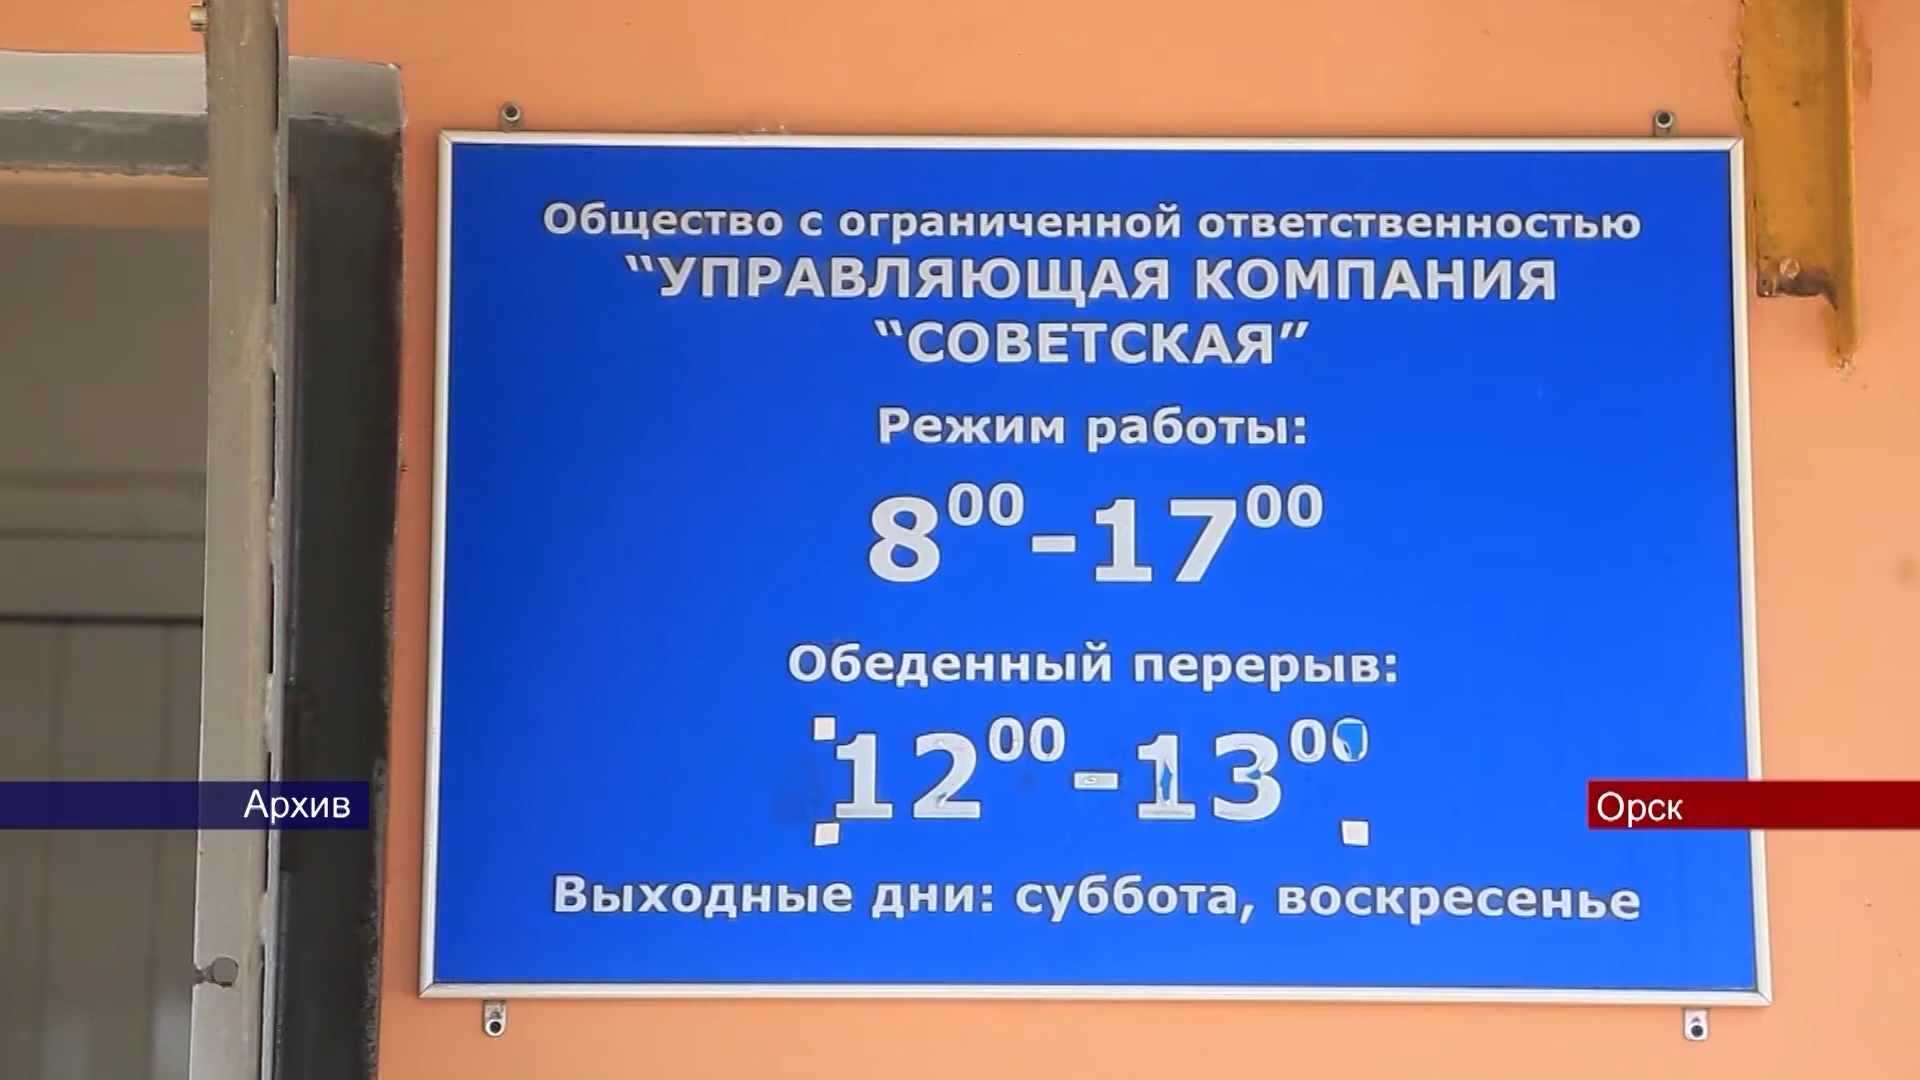 Общество с ограниченной ответственностью
“УПРАВЛЯЮЩАЯ КОМПАНИЯ
“СОВЕТСКАЯ”
Режим работы:
8⁰⁰-17⁰⁰
Обеденный перерыв:
12⁰⁰-13⁰⁰
Архив
Орск
Выходные дни: суббота, воскресенье